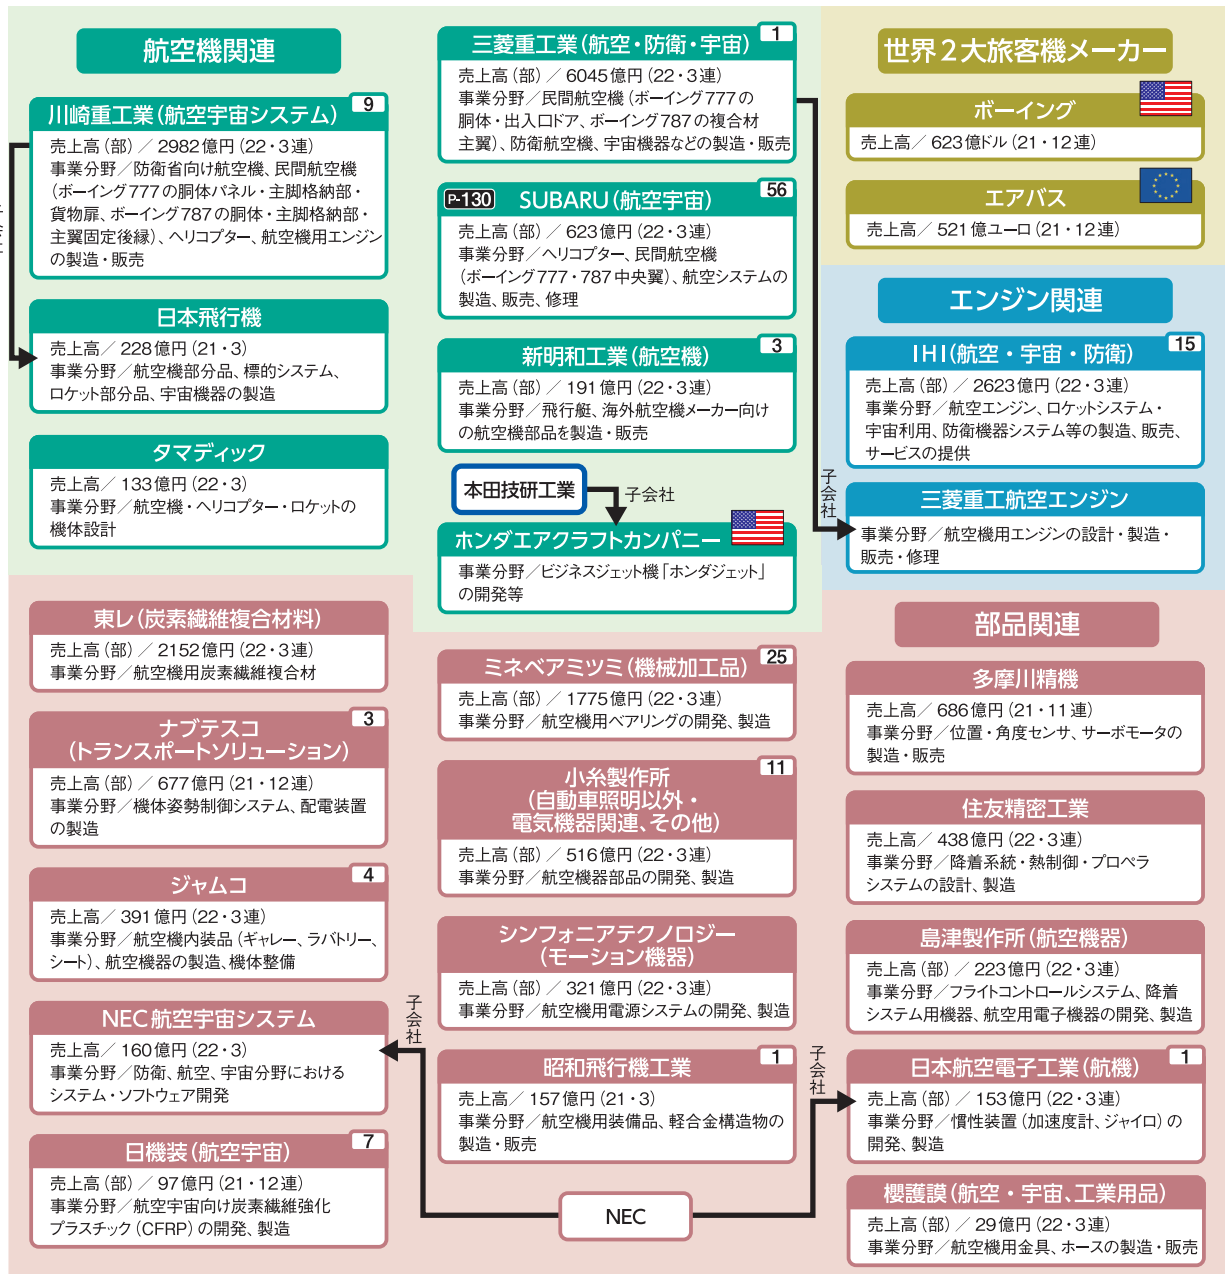 航空機関連
川崎重工業(航空宇宙システム)
9
売上高(部)／2982億円(22・3連)
事業分野／防衛省向け航空機、民間航空機
(ボーイング777の胴体パネル・主脚格納部・
貨物扉、ボーイング787の胴体・主脚格納部・
主翼固定後縁)、ヘリコプター、航空機用エンジン
の製造・販売
日本飛行機
売上高／228億円(21・3)
事業分野／航空機部分品、標的システム、
ロケット部分品、宇宙機器の製造
タマディック
売上高／133億円(22・3)
事業分野／航空機・ヘリコプター・ロケットの
機体設計
三菱重工業(航空・防衛・宇宙)
1
売上高(部)／6045億円(22・3連)
事業分野／民間航空機(ボーイング777の
胴体・出入口ドア、ボーイング787の複合材
主翼)、防衛航空機、宇宙機器などの製造・販売
P-130 SUBARU(航空宇宙)
56
売上高(部)／623億円(22・3連)
事業分野／ヘリコプター、民間航空機
(ボーイング777・787中央翼)、航空システムの
製造、販売、修理
新明和工業(航空機)
3
売上高(部)／191億円(22・3連)
事業分野／飛行艇、海外航空機メーカー向け
の航空機部品を製造・販売
本田技研工業
子会社
ホンダエアクラフトカンパニー
事業分野／ビジネスジェット機「ホンダジェット」
の開発等
世界2大旅客機メーカー
ボーイング
売上高／623億ドル(21・12連)
エアバス
売上高／521億ユーロ(21・12連)
エンジン関連
IHI(航空・宇宙・防衛)
15
売上高(部)／2623億円(22・3連)
事業分野／航空エンジン、ロケットシステム・
宇宙利用、防衛機器システム等の製造、販売、
サービスの提供
子会社
三菱重工航空エンジン
事業分野／航空機用エンジンの設計・製造・
販売・修理
部品関連
東レ(炭素繊維複合材料)
売上高(部)／2152億円(22・3連)
事業分野／航空機用炭素繊維複合材
ナブテスコ
(トランスポートソリューション)
3
売上高(部)／677億円(21・12連)
事業分野／機体姿勢制御システム、配電装置
の製造
ジャムコ
4
売上高／391億円(22・3連)
事業分野／航空機内装品(ギャレー、ラバトリー、
シート)、航空機器の製造、機体整備
NEC航空宇宙システム
売上高／160億円(22・3)
事業分野／防衛、航空、宇宙分野における
システム・ソフトウェア開発
日機装(航空宇宙)
7
売上高(部)／97億円(21・12連)
事業分野／航空宇宙向け炭素繊維強化
プラスチック(CFRP)の開発、製造
ミネベアミツミ(機械加工品)
25
売上高(部)／1775億円(22・3連)
事業分野／航空機用ベアリングの開発、製造
小糸製作所
(自動車照明以外・
電気機器関連、その他)
11
売上高(部)／516億円(22・3連)
事業分野／航空機器部品の開発、製造
シンフォニアテクノロジー
(モーション機器)
売上高(部)／321億円(22・3連)
事業分野／航空機用電源システムの開発、製造
昭和飛行機工業
1
売上高／157億円(21・3)
事業分野／航空機用装備品、軽合金構造物の
製造・販売
子会社
NEC
子会社
多摩川精機
売上高／686億円(21・11連)
事業分野／位置・角度センサ、サーボモータの
製造・販売
住友精密工業
売上高／438億円(22・3連)
事業分野／降着系統・熱制御・プロペラ
システムの設計、製造
島津製作所(航空機器)
売上高(部)／223億円(22・3連)
事業分野／フライトコントロールシステム、降着
システム用機器、航空用電子機器の開発、製造
日本航空電子工業(航機)
1
売上高(部)／153億円(22・3連)
事業分野／慣性装置(加速度計、ジャイロ)の
開発、製造
櫻護謨(航空・宇宙、工業用品)
売上高(部)／29億円(22・3連)
事業分野／航空機用金具、ホースの製造・販売